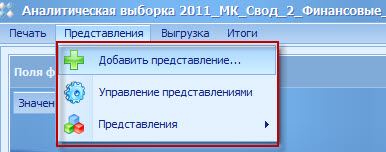 Аналитическая выборка 2011_МК_Свод_2_Финансовые_
Печать Представления Выгрузка Итоги
Добавить представление...
Поля ф
Управление представлениями
Значен
Представления